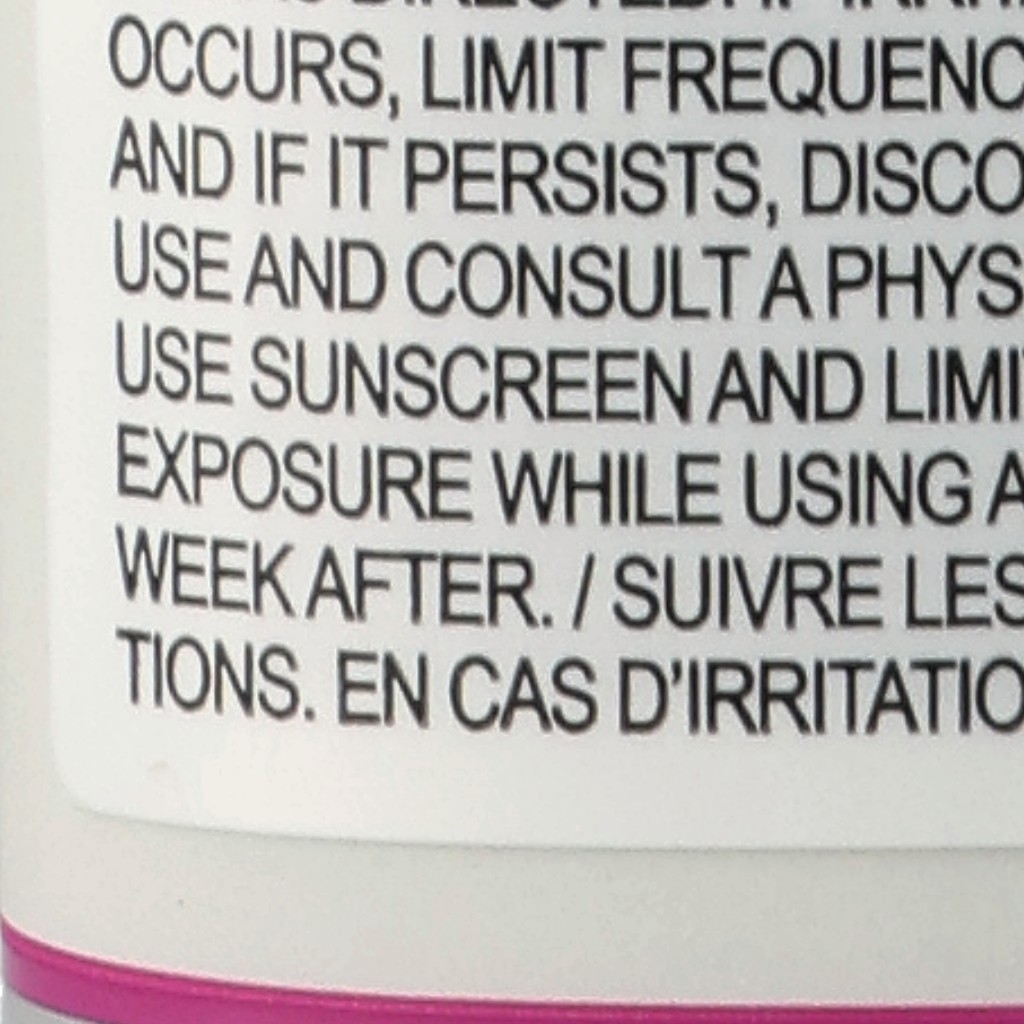 OCCURS, LIMIT FREQUENC
AND IF IT PERSISTS, DISCO
USE AND CONSULT A PHYS
USE SUNSCREEN AND LIMI
EXPOSURE WHILE USING A
WEEK AFTER. / SUIVRE LES
TIONS. EN CAS D'IRRITATIO